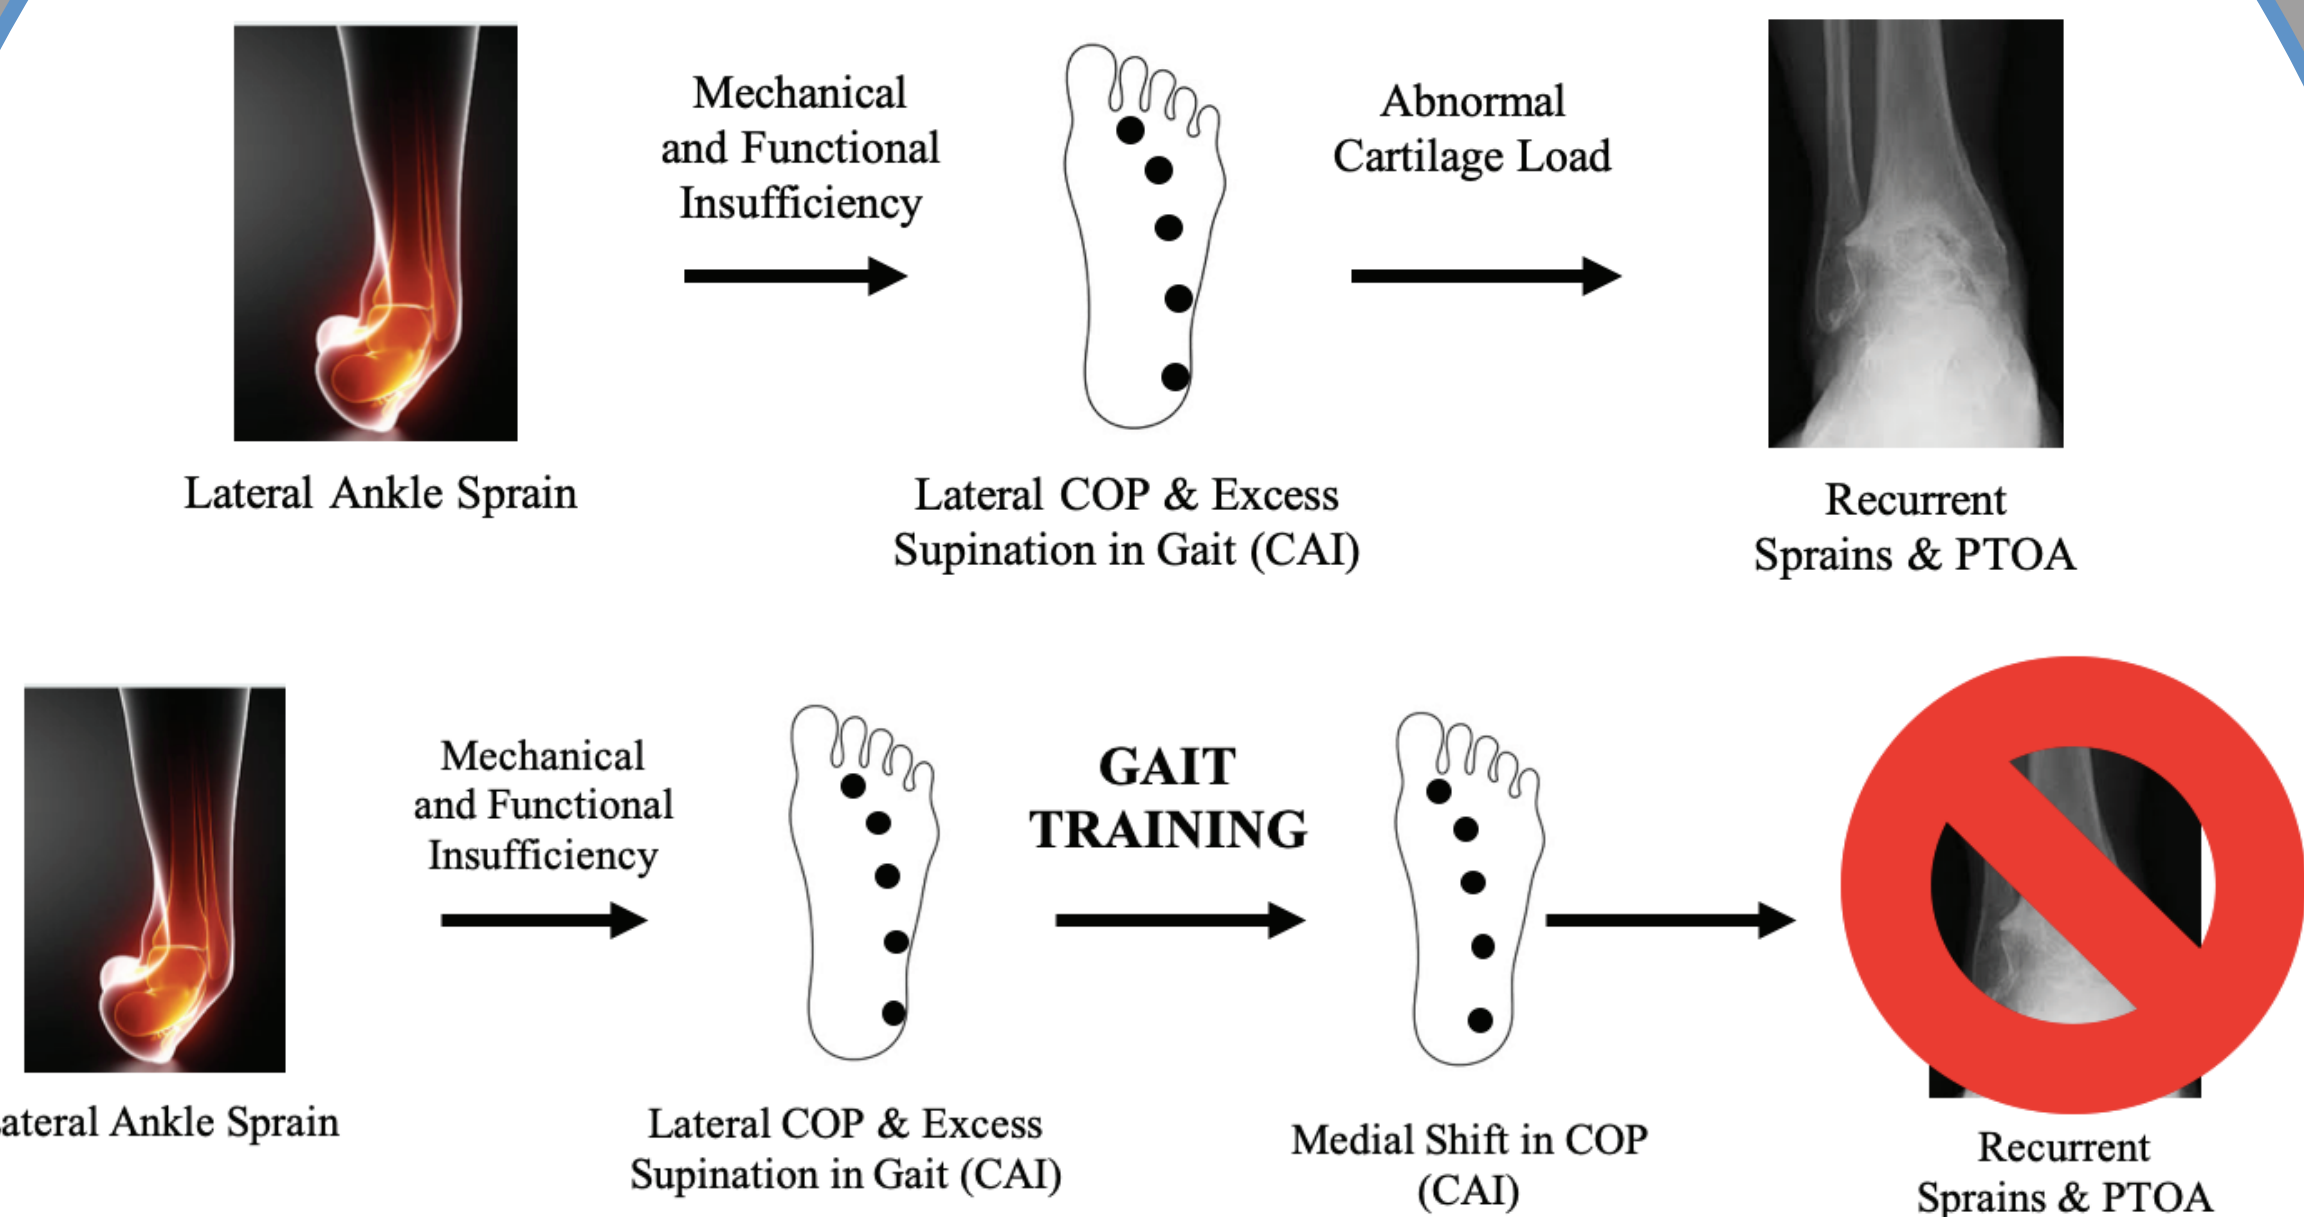 Mechanical
and Functional
Insufficiency
Abnormal
Cartilage Load
Lateral Ankle Sprain
Lateral COP & Excess
Supination in Gait (CAI)
Recurrent
Sprains & PTOA
Mechanical
and Functional
Insufficiency
GAIT
TRAINING
ateral Ankle Sprain
Lateral COP & Excess
Supination in Gait (CAI)
Medial Shift in COP
(CAI)
Recurrent
Sprains & PTOA